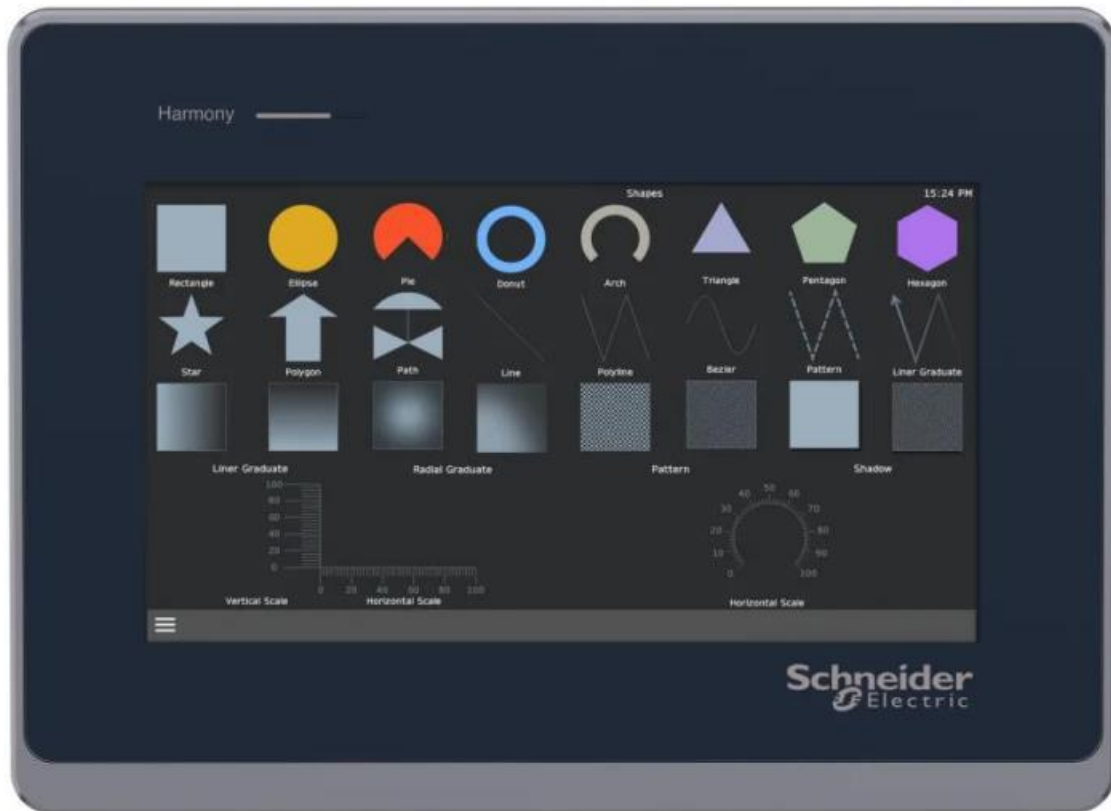 Harmony
Shapes 15:24 PM
Rectangle Ellipse Pie Donut Arch Triangle Pentagon Hexagon
Star Polygon Path Line Polyline Bezier Pattern Liner Graduate
Liner Graduate Radial Graduate Pattern Shadow
100
80
60
40
20
0
0 20 40 60 80 100
0 10 20 30 40 50 60 70 80 90 100
Vertical Scale Horizontal Scale Horizontal Scale
Schneider
Electric